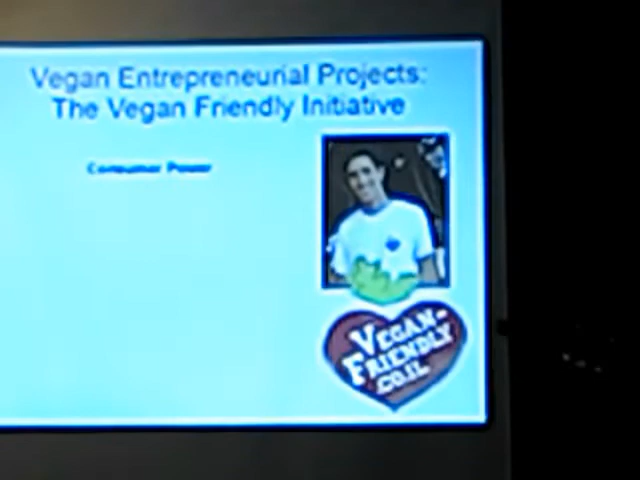 Vegan Entrepreneurial Projects:
The Vegan Friendly Initiative
Consumer Power
VEGAN-
FRIENDLY
.CO.IL